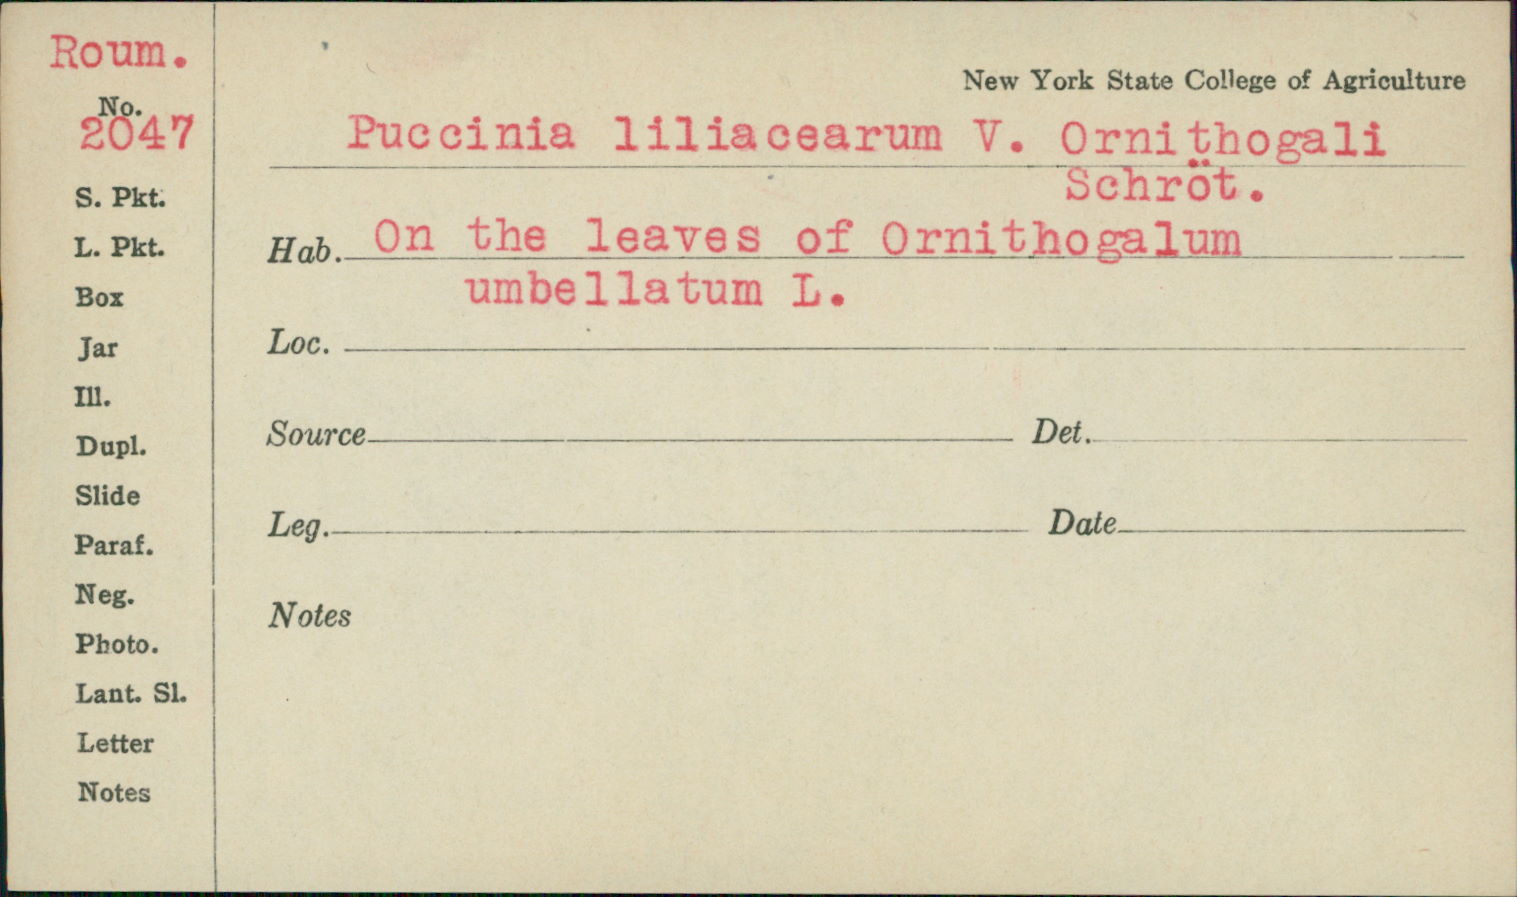 Roum.
No.
2047
S. Pkt.
L. Pkt.
Box
Jar
Ill.
Dupl.
Slide
Paraf.
Neg.
Photo.
Lant. Sl.
Letter
Notes
New York State College of Agriculture
Puccinia liliacearum V. Ornithogali
Schröt.
Hab. On the leaves of Ornithogalum
umbellatum L.
Loc.
Source Det.
Leg. Date
Notes